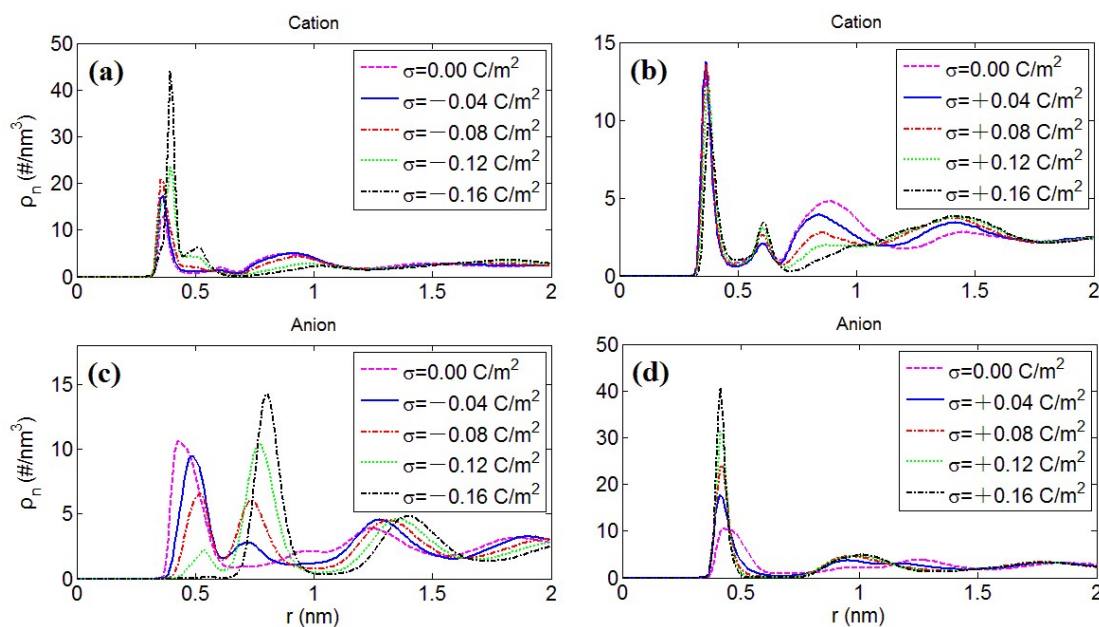 Cation
50
40
30
20
10
0
ρn (#/nm³)
(a)
σ=0.00 C/m²
σ=−0.04 C/m²
σ=−0.08 C/m²
σ=−0.12 C/m²
σ=−0.16 C/m²
0 0.5 1 1.5 2
Cation
15
10
5
0
(b)
σ=0.00 C/m²
σ=+0.04 C/m²
σ=+0.08 C/m²
σ=+0.12 C/m²
σ=+0.16 C/m²
0 0.5 1 1.5 2
Anion
15
10
5
0
ρn (#/nm³)
(c)
σ=0.00 C/m²
σ=−0.04 C/m²
σ=−0.08 C/m²
σ=−0.12 C/m²
σ=−0.16 C/m²
0 0.5 1 1.5 2
r (nm)
Anion
50
40
30
20
10
0
(d)
σ=0.00 C/m²
σ=+0.04 C/m²
σ=+0.08 C/m²
σ=+0.12 C/m²
σ=+0.16 C/m²
0 0.5 1 1.5 2
r (nm)